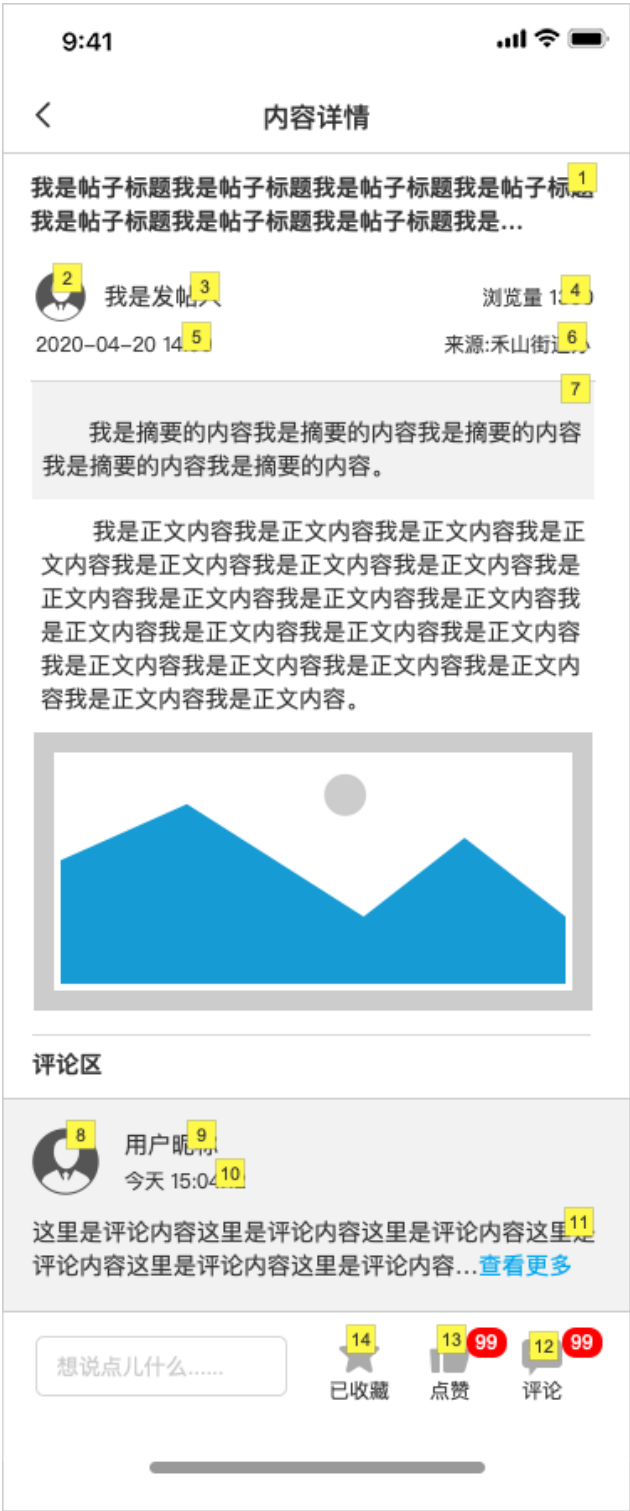 9:41
内容详情
我是帖子标题我是帖子标题我是帖子标题我是帖子标题 1
我是帖子标题我是帖子标题我是帖子标题我是…
2 我是发帖人 3 浏览量 4
2020-04-20 5 来源:禾山街道办 6
7
我是摘要的内容我是摘要的内容我是摘要的内容
我是摘要的内容我是摘要的内容。
我是正文内容我是正文内容我是正文内容我是正
文内容我是正文内容我是正文内容我是正文内容我是
正文内容我是正文内容我是正文内容我是正文内容我
是正文内容我是正文内容我是正文内容我是正文内容
我是正文内容我是正文内容我是正文内容我是正文内
容我是正文内容我是正文内容。
评论区
8 用户昵称 9
今天 10
这里是评论内容这里是评论内容这里是评论内容这里是 11
评论内容这里是评论内容这里是评论内容…查看更多
想说点儿什么…… 14 13 99 12 99
已收藏 点赞 评论